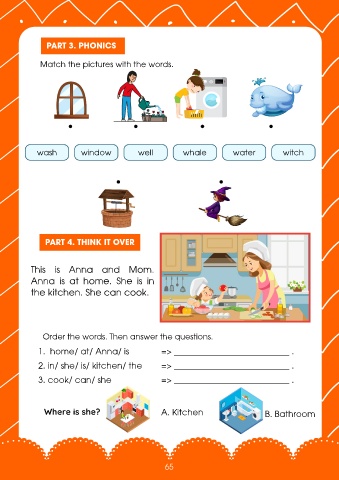 PART 3. PHONICS
Match the pictures with the words.
wash window well whale water witch
PART 4. THINK IT OVER
This is Anna and Mom.
Anna is at home. She is in
the kitchen. She can cook.
Order the words. Then answer the questions.
1. home/ at/ Anna/ is => ______________________ .
2. in/ she/ is/ kitchen/ the => ______________________ .
3. cook/ can/ she => ______________________ .
Where is she? A. Kitchen B. Bathroom
65